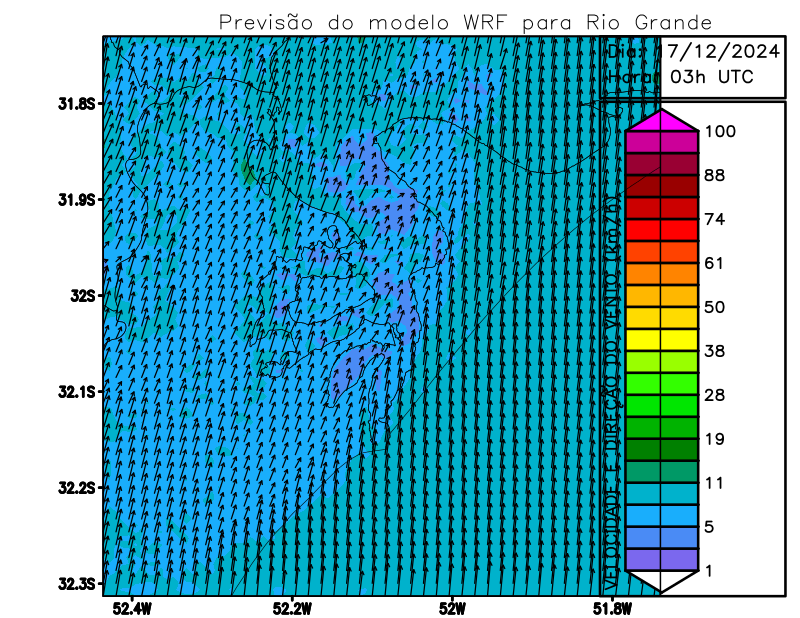 Previsão do modelo WRF para Rio Grande
Dia: 7/12/2024
Hora: 03h UTC
31.8S
31.9S
32S
32.1S
32.2S
32.3S
52.4W
52.2W
52W
51.8W
VELOCIDADE E DIREÇÃO DO VENTO (Km/h)
100
88
74
61
50
38
28
19
11
5
1